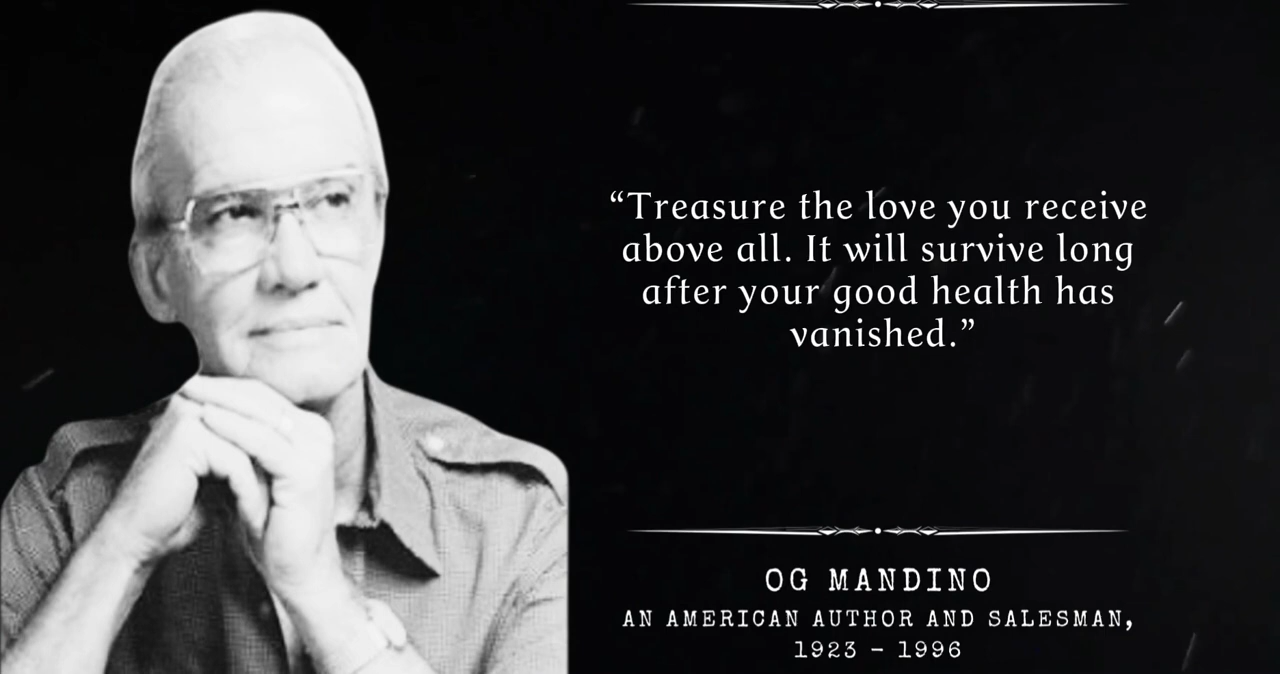 “Treasure the love you receive
above all. It will survive long
after your good health has
vanished.”
OG MANDINO
AN AMERICAN AUTHOR AND SALESMAN,
1923 – 1996